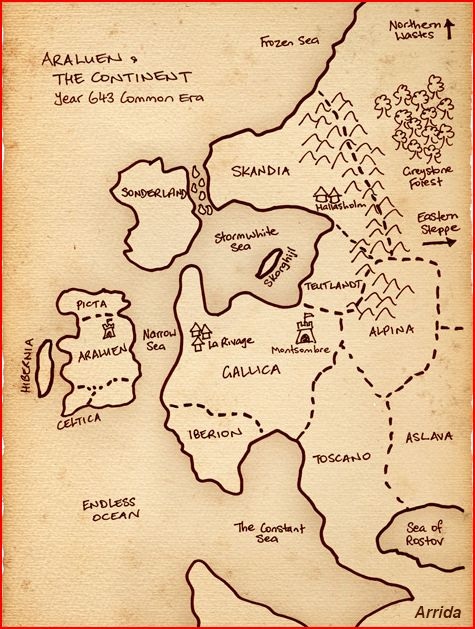 Frozen Sea
Northern
Wastes
ARALUEN &
THE CONTINENT
Year 643 Common Era
SKANDIA
Greystone
Forest
SONDERLAND
Hallasholm
Stormwhite
Sea
Eastern
Steppe
Skorghijl
TEUTLANDT
PICTA
ARALUEN
Narrow
Sea
La Rivage
Montsombre
ALPINA
HIBERNIA
GALLICA
CELTICA
IBERION
TOSCANO
ASLAVA
ENDLESS
OCEAN
The Constant
Sea
Sea of
Rostov
Arrida